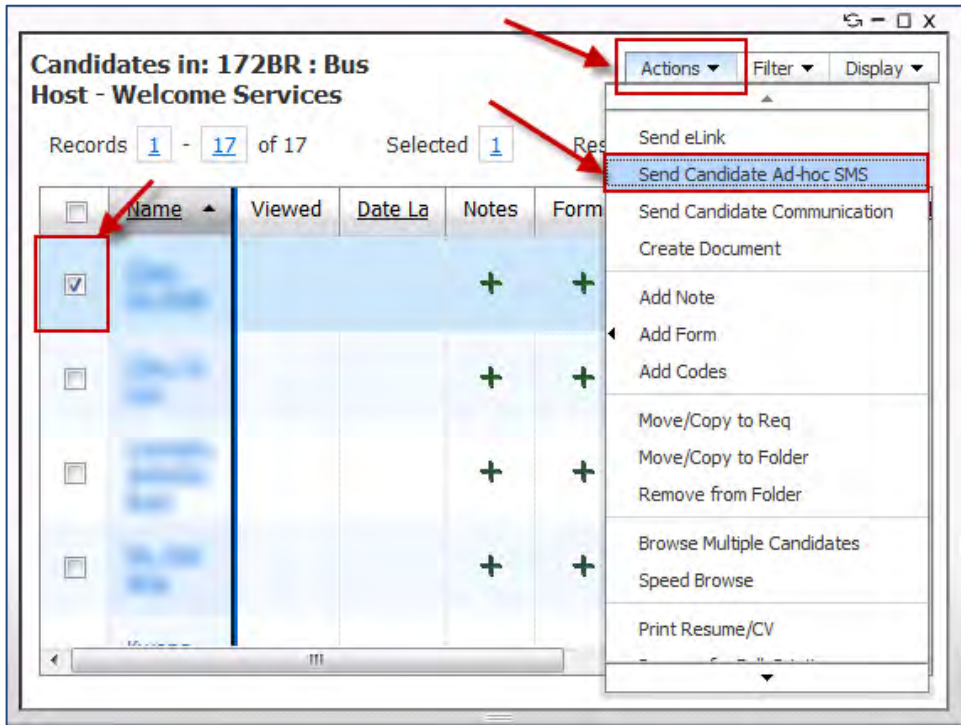 Candidates in: 172BR : Bus
Host - Welcome Services
Actions Filter Display
Records 1 - 17 of 17 Selected 1
Name Viewed Date La Notes Form
Send eLink
Send Candidate Ad-hoc SMS
Send Candidate Communication
Create Document
Add Note
Add Form
Add Codes
Move/Copy to Req
Move/Copy to Folder
Remove from Folder
Browse Multiple Candidates
Speed Browse
Print Resume/CV